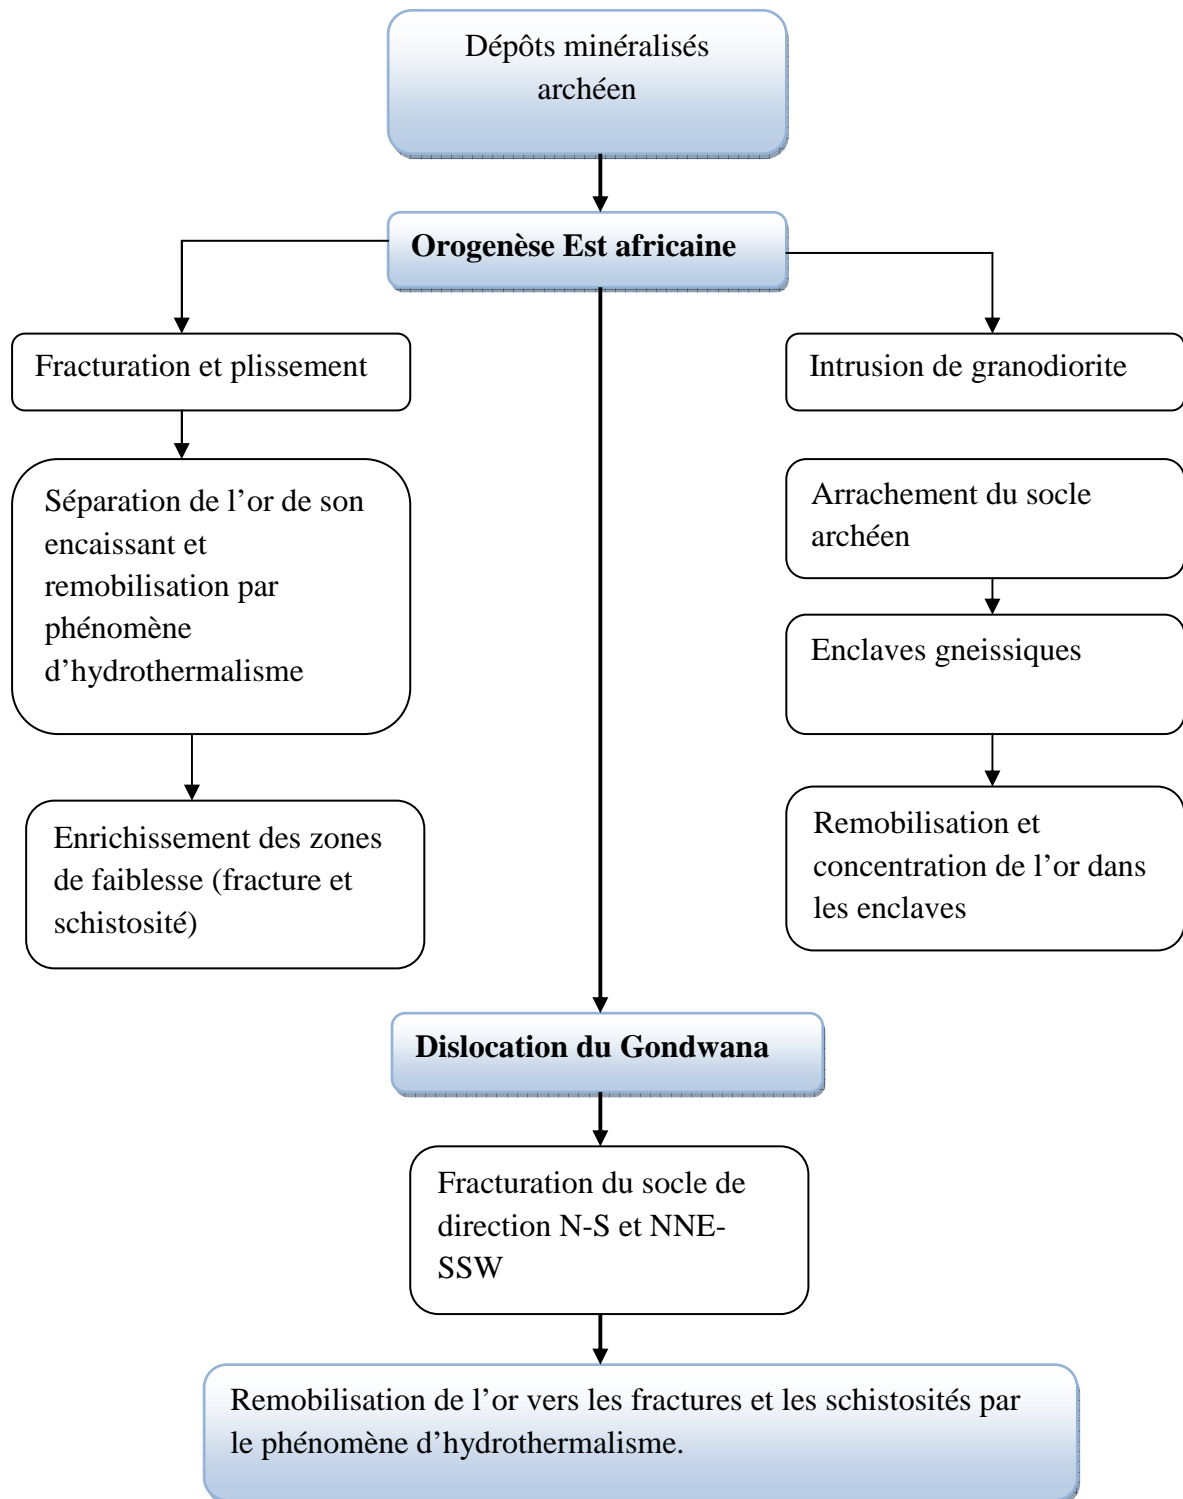 Dépôts minéralisés
archéen
Orogenèse Est africaine
Fracturation et plissement
Intrusion de granodiorite
Séparation de l’or de son
encaissant et
remobilisation par
phénomène
d’hydrothermalisme
Arrachement du socle
archéen
Enclaves gneissiques
Enrichissement des zones
de faiblesse (fracture et
schistosité)
Remobilisation et
concentration de l’or dans
les enclaves
Dislocation du Gondwana
Fracturation du socle de
direction N-S et NNE-
SSW
Remobilisation de l’or vers les fractures et les schistosités par
le phénomène d’hydrothermalisme.